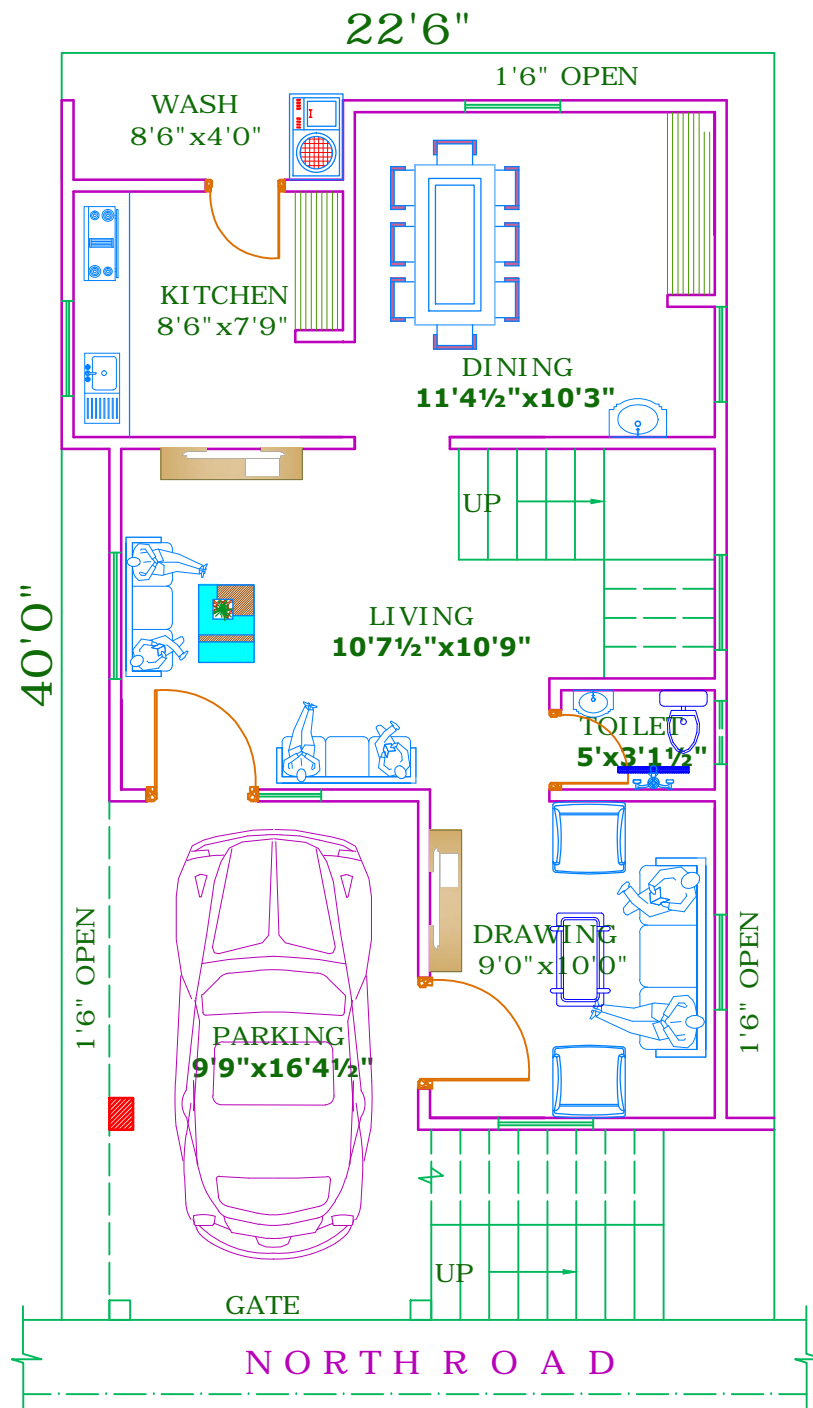 22'6"
1'6" OPEN
WASH
8'6"x4'0"
KITCHEN
8'6"x7'9"
DINING
11'4½"x10'3"
UP
40'0"
LIVING
10'7½"x10'9"
TOILET
5'x3'1½"
DRAWING
9'0"x10'0"
1'6" OPEN
1'6" OPEN
PARKING
9'9"x16'4½"
UP
GATE
NORTH ROAD